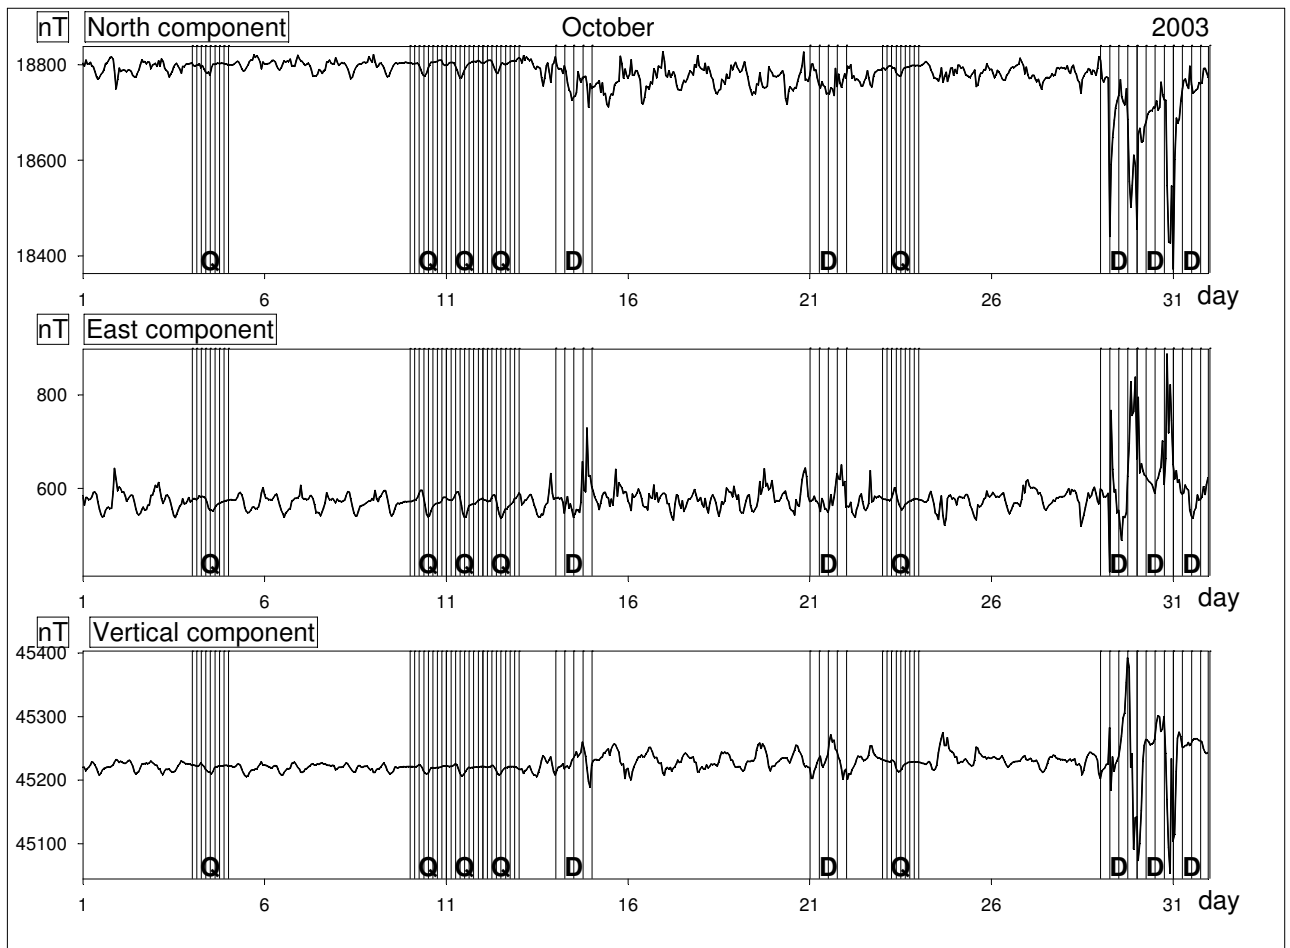 nT North component October 2003
18800
18600
18400
Q Q Q Q D D Q D D D
1 6 11 16 21 26 31 day
nT East component
800
600
Q Q Q Q D D Q D D D
1 6 11 16 21 26 31 day
nT Vertical component
45400
45300
45200
45100
Q Q Q Q D D Q D D D
1 6 11 16 21 26 31 day